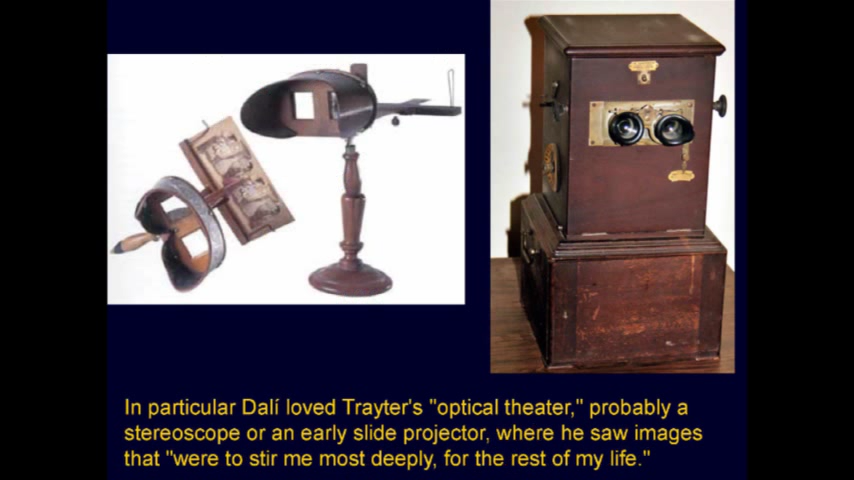 In particular Dalí loved Trayter's "optical theater," probably a
stereoscope or an early slide projector, where he saw images
that "were to stir me most deeply, for the rest of my life."